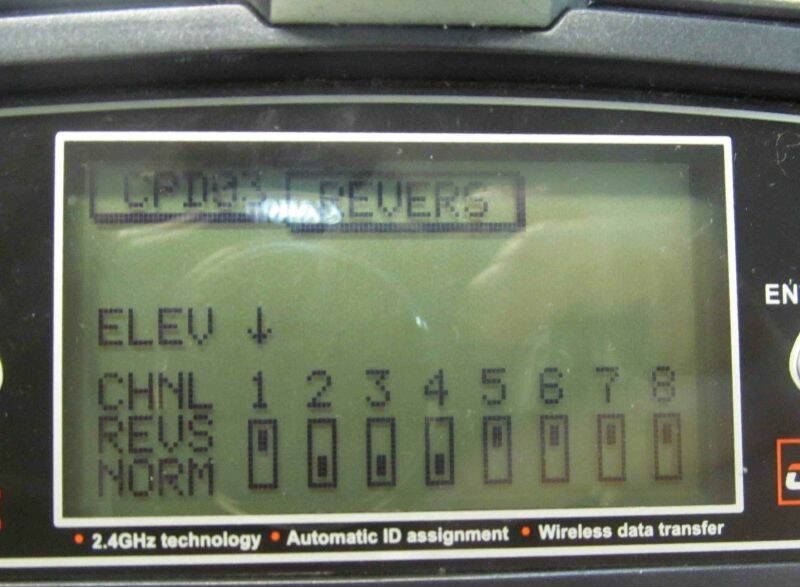 CPD03 REVERS
ELEV ↓
CHNL 1 2 3 4 5 6 7 8
REVS
NORM
• 2.4GHz technology • Automatic ID assignment • Wireless data transfer